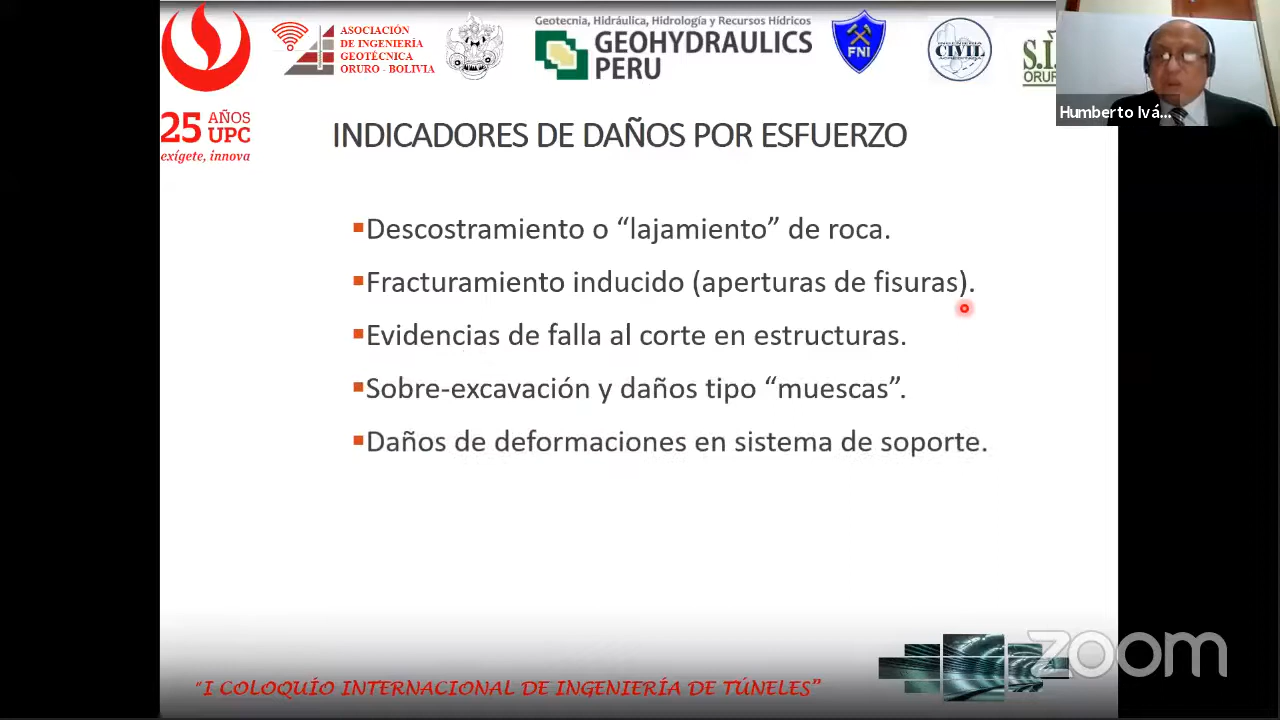 ASOCIACIÓN
DE INGENIERÍA
GEOTÉCNICA
ORURO - BOLIVIA
Geotecnia, Hidráulica, Hidrología y Recursos Hídricos
GEOHYDRAULICS
PERU
FNI
CIVIL
ORUR
Humberto Ivá...
25 AÑOS
UPC
exígete, innova
INDICADORES DE DAÑOS POR ESFUERZO
▪Descostramiento o “lajamiento” de roca.
▪Fracturamiento inducido (aperturas de fisuras).
▪Evidencias de falla al corte en estructuras.
▪Sobre-excavación y daños tipo “muescas”.
▪Daños de deformaciones en sistema de soporte.
zoom
“I COLOQUÍO INTERNACIONAL DE INGENIERÍA DE TÚNELES”